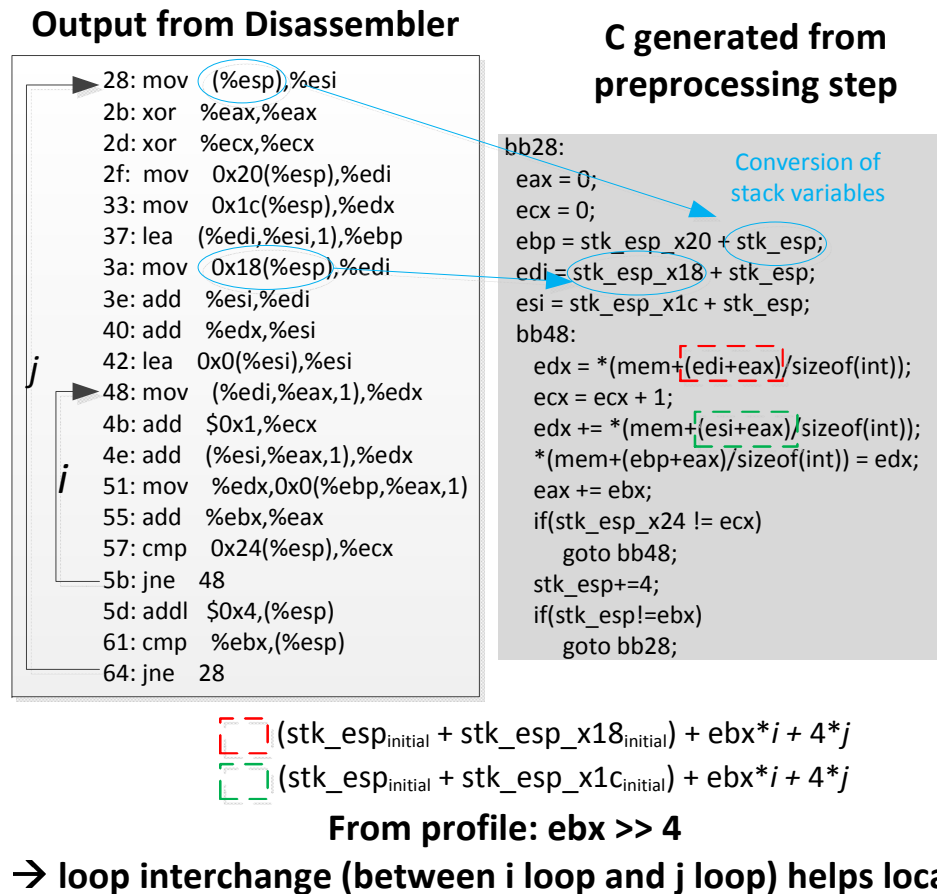 Output from Disassembler
28: mov (%esp),%esi
2b: xor %eax,%eax
2d: xor %ecx,%ecx
2f: mov 0x20(%esp),%edi
33: mov 0x1c(%esp),%edx
37: lea (%edi,%esi,1),%ebp
3a: mov 0x18(%esp),%edi
3e: add %esi,%edi
40: add %edx,%esi
42: lea 0x0(%esi),%esi
48: mov (%edi,%eax,1),%edx
4b: add $0x1,%ecx
4e: add (%esi,%eax,1),%edx
51: mov %edx,0x0(%ebp,%eax,1)
55: add %ebx,%eax
57: cmp 0x24(%esp),%ecx
5b: jne 48
5d: addl $0x4,(%esp)
61: cmp %ebx,(%esp)
64: jne 28
j
i
C generated from
preprocessing step
Conversion of
stack variables
bb28:
eax = 0;
ecx = 0;
ebp = stk_esp_x20 + stk_esp;
edi = stk_esp_x18 + stk_esp;
esi = stk_esp_x1c + stk_esp;
bb48:
edx = *(mem+(edi+eax)/sizeof(int));
ecx = ecx + 1;
edx += *(mem+(esi+eax)/sizeof(int));
*(mem+(ebp+eax)/sizeof(int)) = edx;
eax += ebx;
if(stk_esp_x24 != ecx)
goto bb48;
stk_esp+=4;
if(stk_esp!=ebx)
goto bb28;
(stk_esp initial + stk_esp_x18 initial) + ebx*i + 4*j
(stk_esp initial + stk_esp_x1c initial) + ebx*i + 4*j
From profile: ebx >> 4
→ loop interchange (between i loop and j loop) helps loca